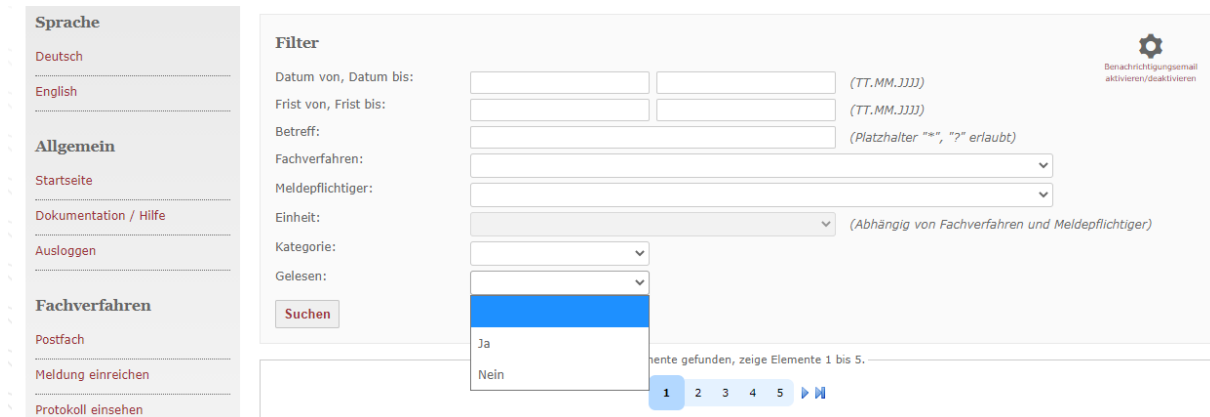 Sprache
Deutsch
English
Allgemein
Startseite
Dokumentation / Hilfe
Ausloggen
Fachverfahren
Postfach
Meldung einreichen
Protokoll einsehen
Filter
Benachrichtigungsemail
aktivieren/deaktivieren
Datum von, Datum bis: (TT.MM.JJJJ)
Frist von, Frist bis: (TT.MM.JJJJ)
Betreff: (Platzhalter "*", "?" erlaubt)
Fachverfahren:
Meldepflichtiger:
Einheit: (Abhängig von Fachverfahren und Meldepflichtiger)
Kategorie:
Gelesen:
Suchen
Ja
Nein
gefunden, zeige Elemente 1 bis 5.
1 2 3 4 5